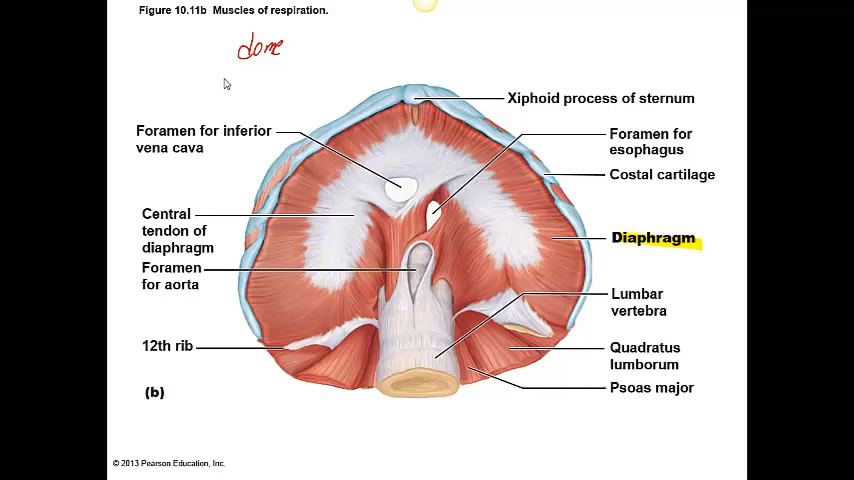 Figure 10.11b Muscles of respiration.
dome
Xiphoid process of sternum
Foramen for inferior
vena cava
Foramen for
esophagus
Costal cartilage
Central
tendon of
diaphragm
Diaphragm
Foramen
for aorta
Lumbar
vertebra
12th rib
Quadratus
lumborum
Psoas major
(b)
© 2013 Pearson Education, Inc.